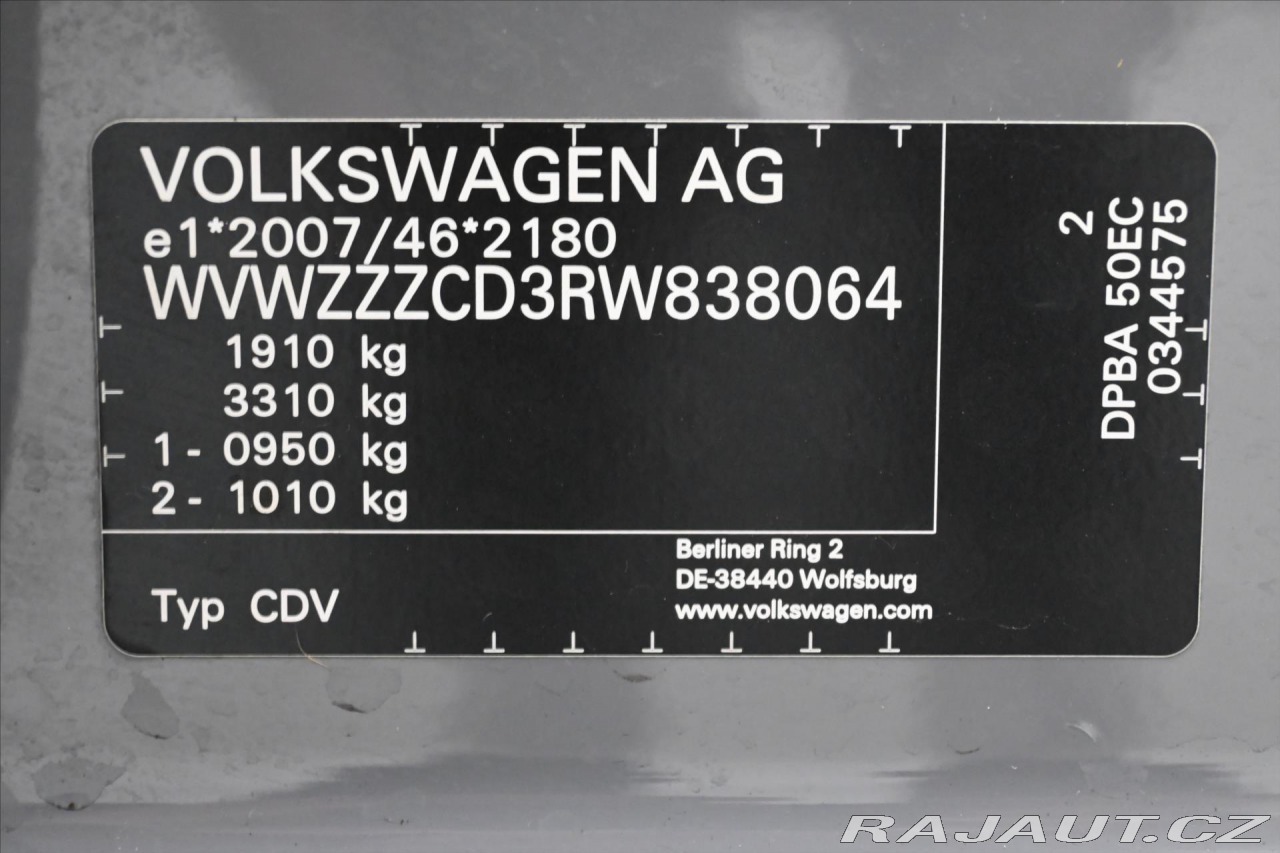 VOLKSWAGEN AG
e1*2007/46*2180
WVWZZZCD3RW838064
1910 kg
3310 kg
1- 0950 kg
2- 1010 kg
Typ CDV
Berliner Ring 2
DE-38440 Wolfsburg
www.volkswagen.com
2
DPBA 50EC
03445575
RAJAUT.CZ